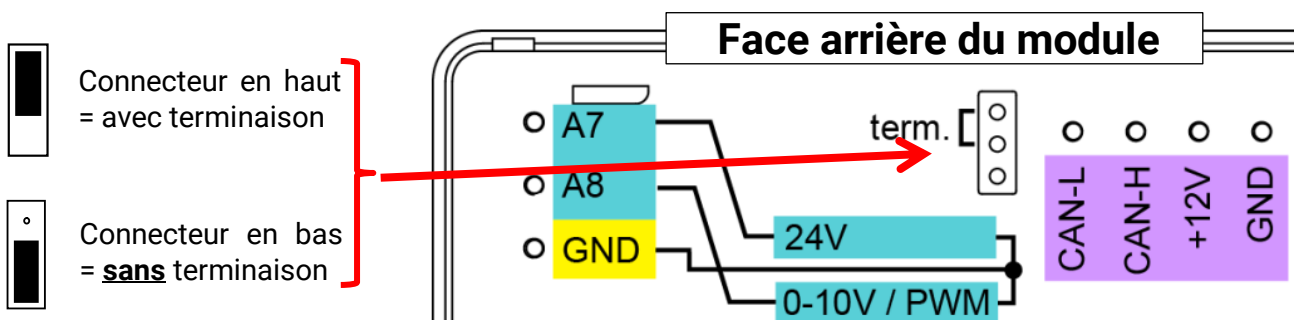 Face arrière du module
Connecteur en haut
= avec terminaison
Connecteur en bas
= sans terminaison
A7
A8
GND
term.
24V
0-10V / PWM
CAN-L
CAN-H
+12V
GND